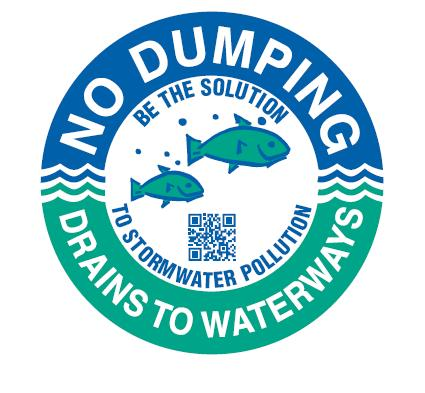 NO DUMPING
BE THE SOLUTION
TO STORMWATER POLLUTION
DRAINS TO WATERWAYS